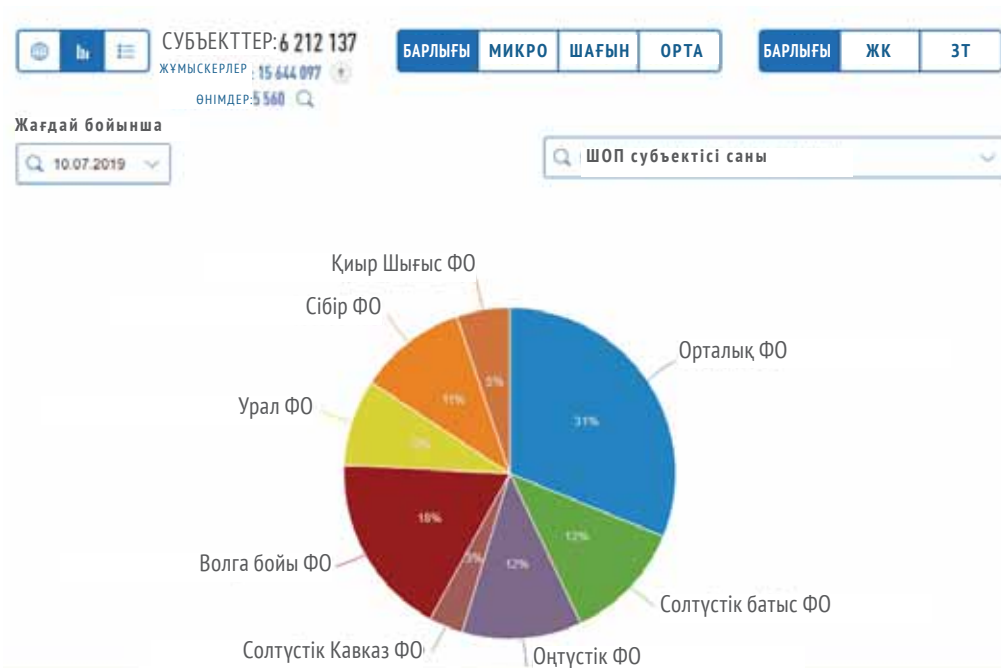 СУБЪЕКТТЕР: 6 212 137
ЖҰМЫСКЕРЛЕР : 15 644 097
ӨНІМДЕР: 5 560
БАРЛЫҒЫ МИКРО ШАҒЫН ОРТА
БАРЛЫҒЫ ЖК ЗТ
Жағдай бойынша
10.07.2019
ШОП субъектісі саны
Қиыр Шығыс ФО
Сібір ФО
Орталық ФО
Урал ФО
5%
11%
31%
18%
12%
3%
12%
Волга бойы ФО
Солтүстік батыс ФО
Солтүстік Кавказ ФО
Оңтүстік ФО